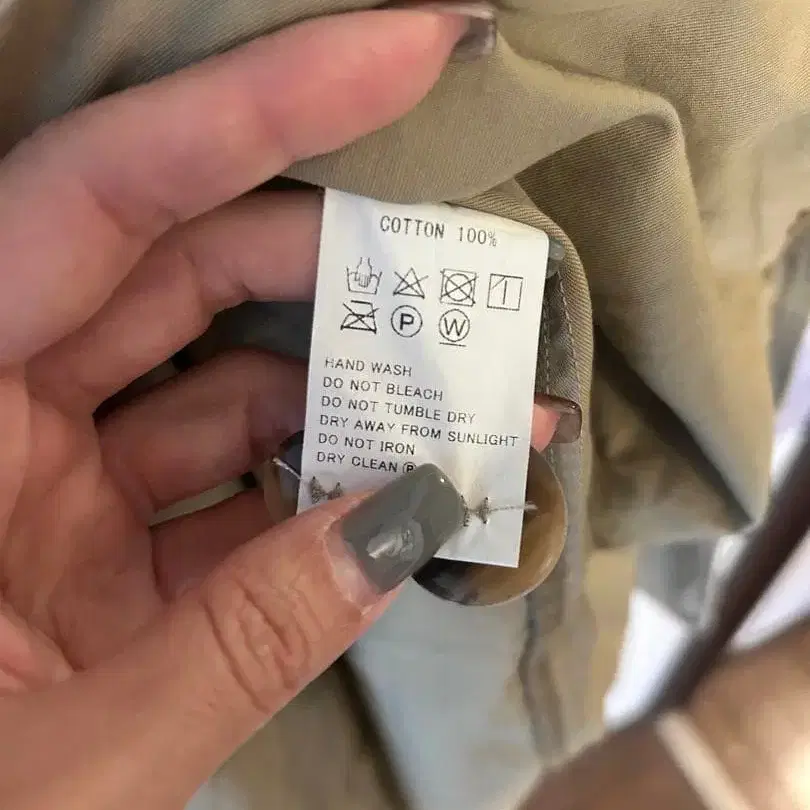 COTTON 100%
P W
HAND WASH
DO NOT BLEACH
DO NOT TUMBLE DRY
DRY AWAY FROM SUNLIGHT
DO NOT IRON
DRY CLEAN Ⓟ